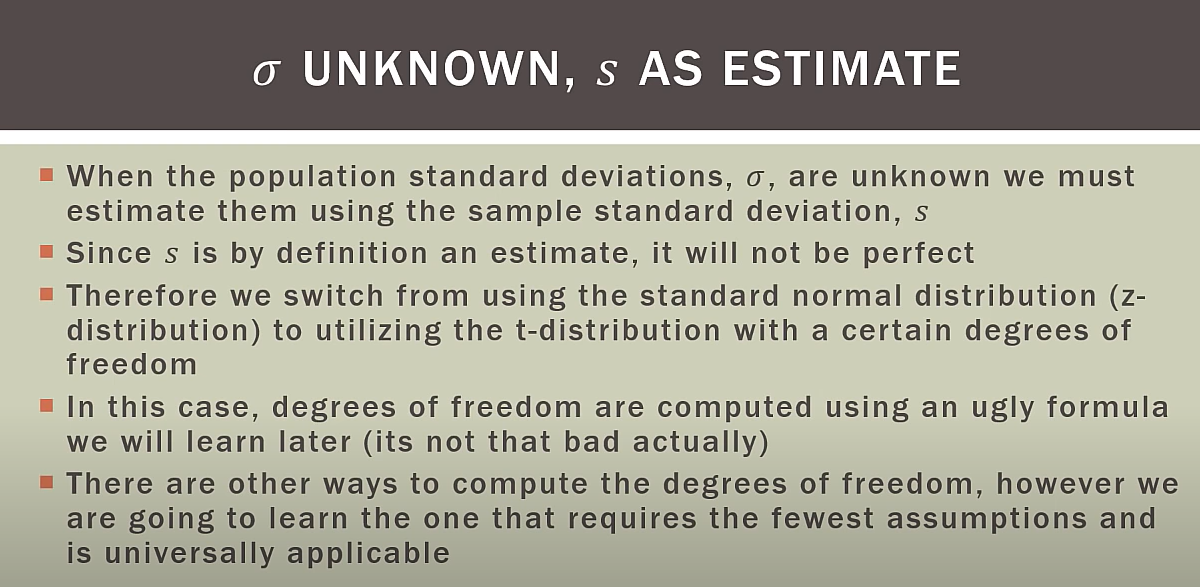 σ UNKNOWN, s AS ESTIMATE
When the population standard deviations, σ, are unknown we must
estimate them using the sample standard deviation, s
Since s is by definition an estimate, it will not be perfect
Therefore we switch from using the standard normal distribution (z-
distribution) to utilizing the t-distribution with a certain degrees of
freedom
In this case, degrees of freedom are computed using an ugly formula
we will learn later (its not that bad actually)
There are other ways to compute the degrees of freedom, however we
are going to learn the one that requires the fewest assumptions and
is universally applicable